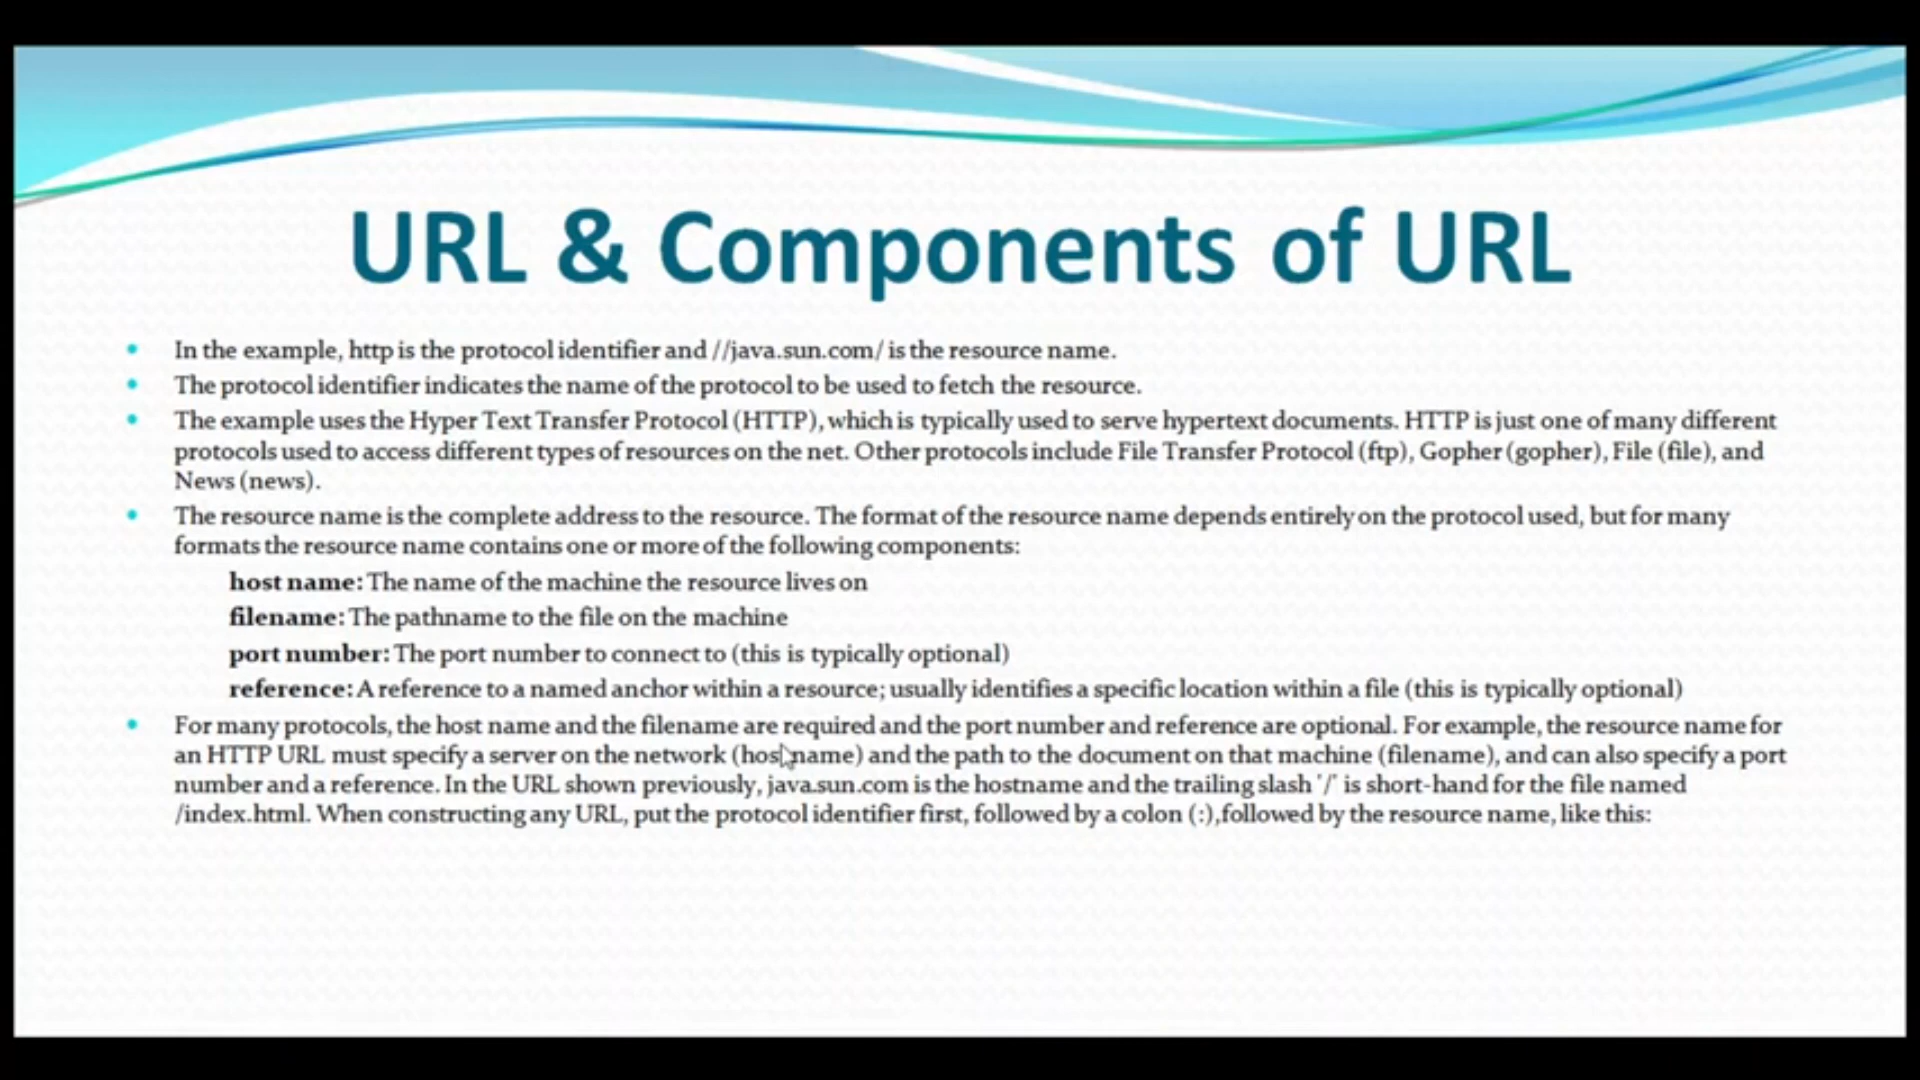 URL & Components of URL
In the example, http is the protocol identifier and //java.sun.com/ is the resource name.
The protocol identifier indicates the name of the protocol to be used to fetch the resource.
The example uses the Hyper Text Transfer Protocol (HTTP), which is typically used to serve hypertext documents. HTTP is just one of many different
protocols used to access different types of resources on the net. Other protocols include File Transfer Protocol (ftp), Gopher (gopher), File (file), and
News (news).
The resource name is the complete address to the resource. The format of the resource name depends entirely on the protocol used, but for many
formats the resource name contains one or more of the following components:
host name: The name of the machine the resource lives on
filename: The pathname to the file on the machine
port number: The port number to connect to (this is typically optional)
reference: A reference to a named anchor within a resource; usually identifies a specific location within a file (this is typically optional)
For many protocols, the host name and the filename are required and the port number and reference are optional. For example, the resource name for
an HTTP URL must specify a server on the network (host name) and the path to the document on that machine (filename), and can also specify a port
number and a reference. In the URL shown previously, java.sun.com is the hostname and the trailing slash '/' is short-hand for the file named
/index.html. When constructing any URL, put the protocol identifier first, followed by a colon (:),followed by the resource name, like this: